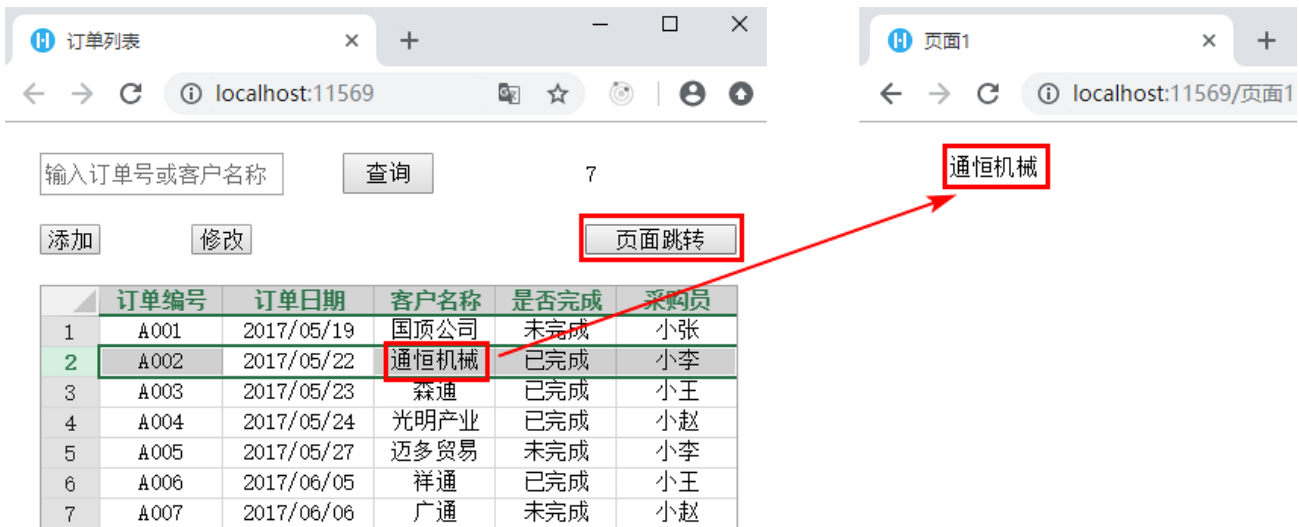 订单列表
localhost:11569
输入订单号或客户名称 查询 7
添加 修改 页面跳转
订单编号 订单日期 客户名称 是否完成 采购员
1 A001 2017/05/19 国顶公司 未完成 小张
2 A002 2017/05/22 通恒机械 已完成 小李
3 A003 2017/05/23 森通 已完成 小王
4 A004 2017/05/24 光明产业 已完成 小赵
5 A005 2017/05/27 迈多贸易 未完成 小李
6 A006 2017/06/05 祥通 已完成 小王
7 A007 2017/06/06 广通 未完成 小赵
页面1
localhost:11569/页面1
通恒机械